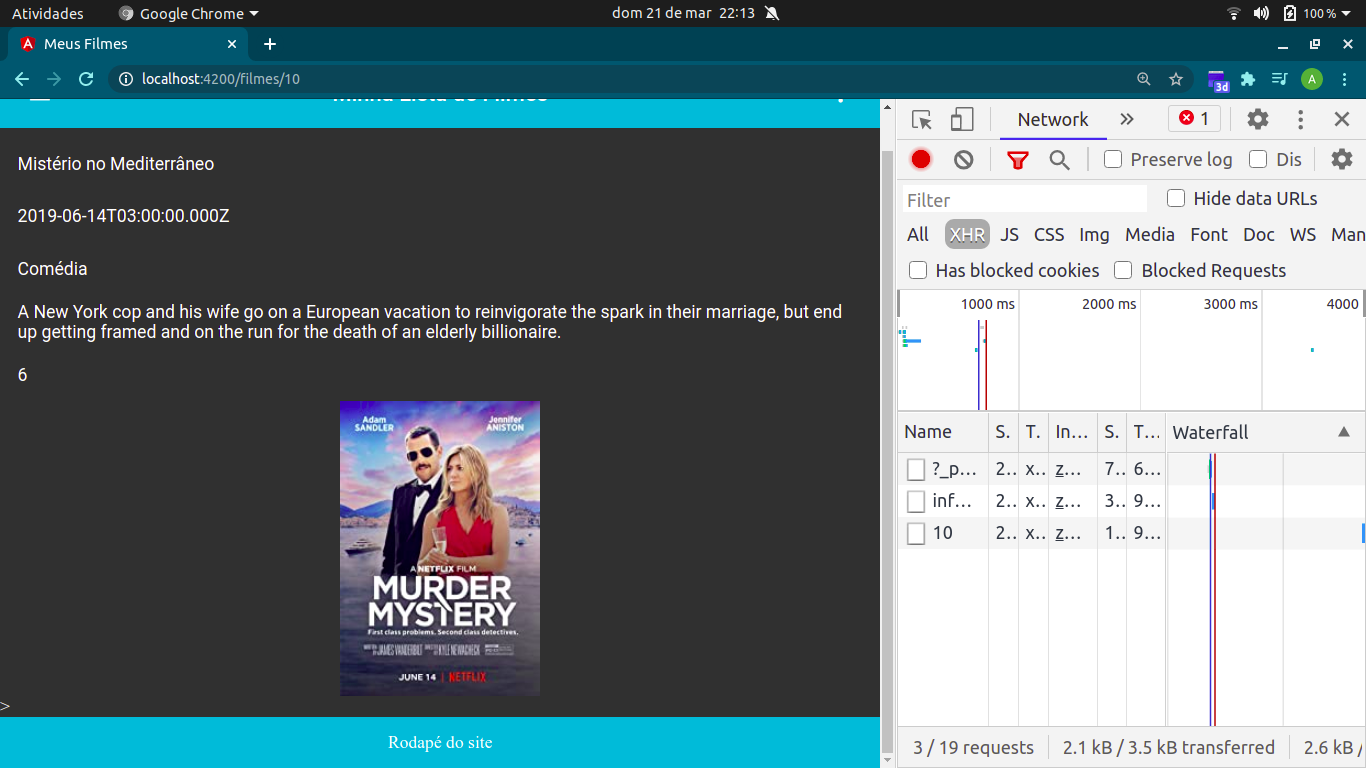 Atividades Google Chrome dom 21 de mar 22:13 100 %
Meus Filmes
localhost:4200/filmes/10 3d A
Mistério no Mediterrâneo
2019-06-14T03:00:00.000Z
Comédia
A New York cop and his wife go on a European vacation to reinvigorate the spark in their marriage, but end
up getting framed and on the run for the death of an elderly billionaire.
6
Adam SANDLER
Jennifer ANISTON
A NETFLIX FILM
MURDER
MYSTERY
First class problems. Second class detectives.
JAMES VANDERBILT KYLE NEWACHECK
JUNE 14 | NETFLIX
>
Rodapé do site
Network 1
Preserve log Dis
Filter Hide data URLs
All XHR JS CSS Img Media Font Doc WS Man
Has blocked cookies Blocked Requests
1000 ms 2000 ms 3000 ms 4000
Name S. T. In... S. T... Waterfall
?_p... 2.. x.. z... 7.. 6...
inf... 2.. x.. z... 3.. 9...
10 2.. x.. z... 1.. 9...
3 / 19 requests 2.1 kB / 3.5 kB transferred 2.6 kB /